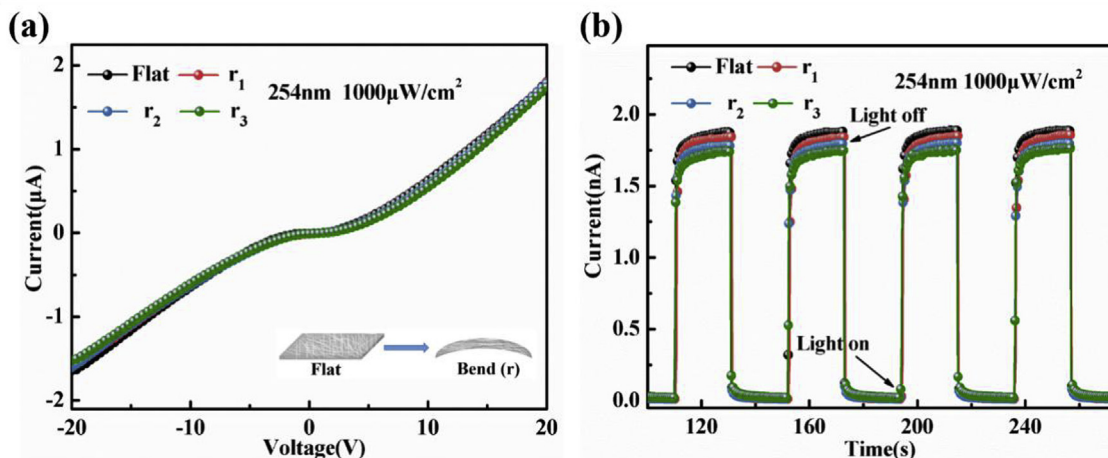 (a)
Current(μA)
2
1
0
-1
-2
Flat
r1
r2
r3
254nm 1000μW/cm²
Flat
Bend (r)
-20
-10
0
10
20
Voltage(V)
(b)
Current(nA)
2.5
2.0
1.5
1.0
0.5
0.0
Flat
r1
r2
r3
254nm 1000μW/cm²
Light off
Light on
120
160
200
240
Time(s)